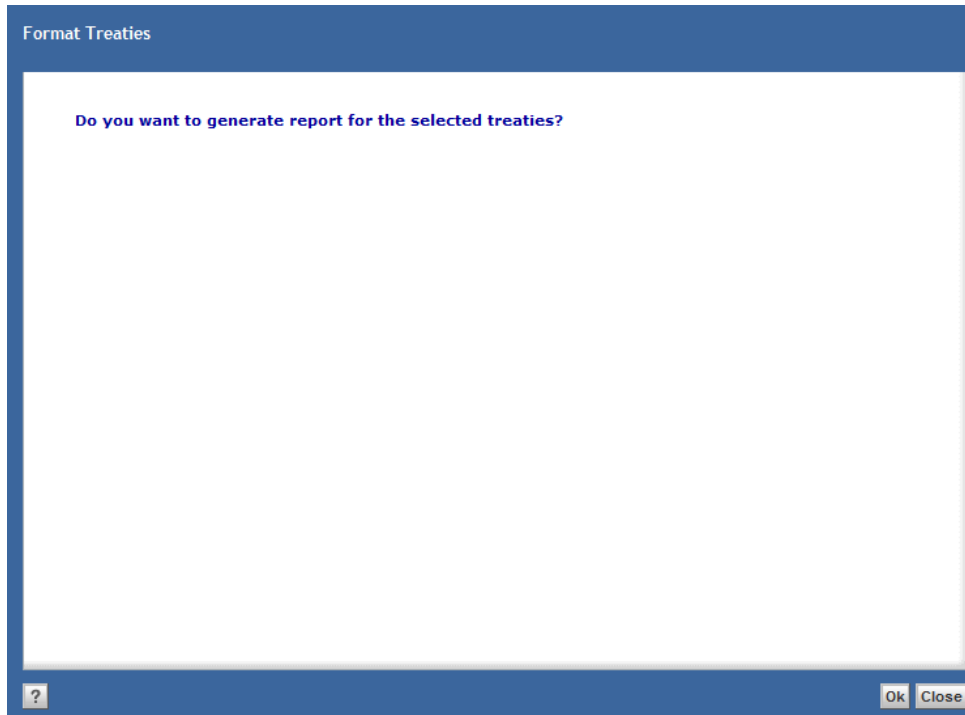 Format Treaties
Do you want to generate report for the selected treaties?
?
Ok Close